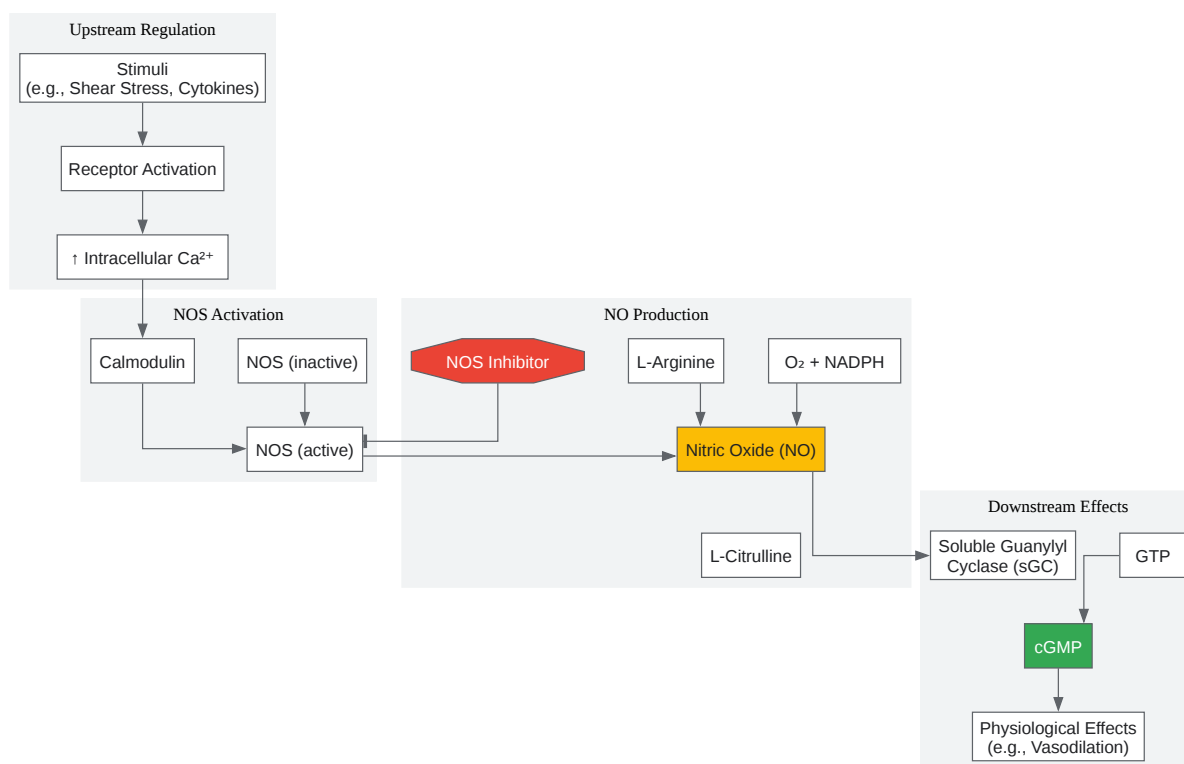 Upstream Regulation
Stimuli
(e.g., Shear Stress, Cytokines)
Receptor Activation
↑ Intracellular Ca²⁺
NOS Activation
Calmodulin
NOS (inactive)
NOS (active)
NO Production
NOS Inhibitor
L-Arginine
O₂ + NADPH
Nitric Oxide (NO)
L-Citrulline
Downstream Effects
Soluble Guanylyl
Cyclase (sGC)
GTP
cGMP
Physiological Effects
(e.g., Vasodilation)